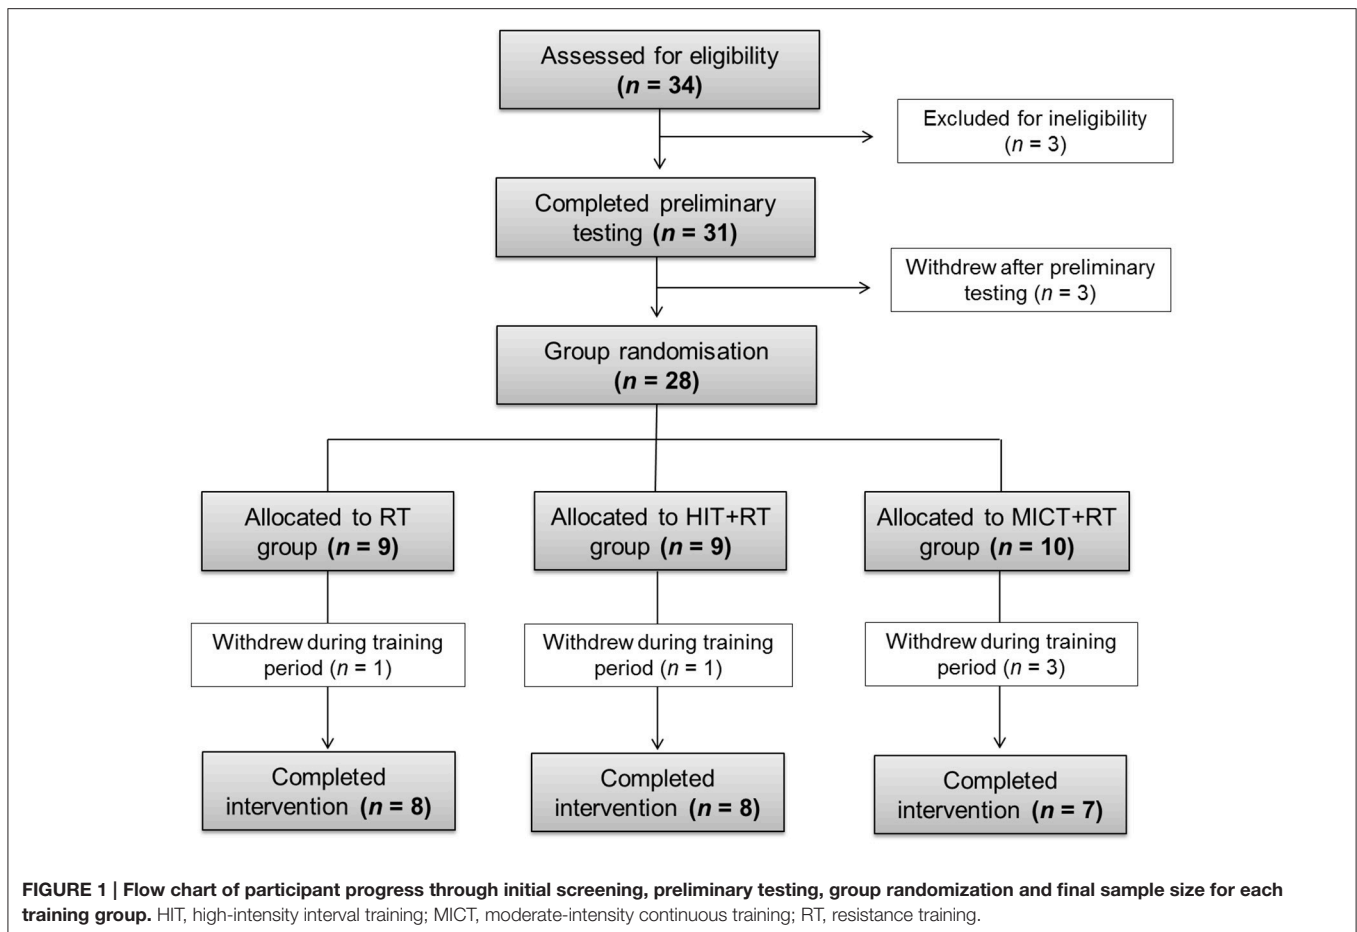 Assessed for eligibility
(n = 34)
Excluded for ineligibility
(n = 3)
Completed preliminary
testing (n = 31)
Withdrew after preliminary
testing (n = 3)
Group randomisation
(n = 28)
Allocated to RT
group (n = 9)
Allocated to HIT+RT
group (n = 9)
Allocated to MICT+RT
group (n = 10)
Withdrew during training
period (n = 1)
Withdrew during training
period (n = 1)
Withdrew during training
period (n = 3)
Completed
intervention (n = 8)
Completed
intervention (n = 8)
Completed
intervention (n = 7)
FIGURE 1 | Flow chart of participant progress through initial screening, preliminary testing, group randomization and final sample size for each
training group. HIT, high-intensity interval training; MICT, moderate-intensity continuous training; RT, resistance training.